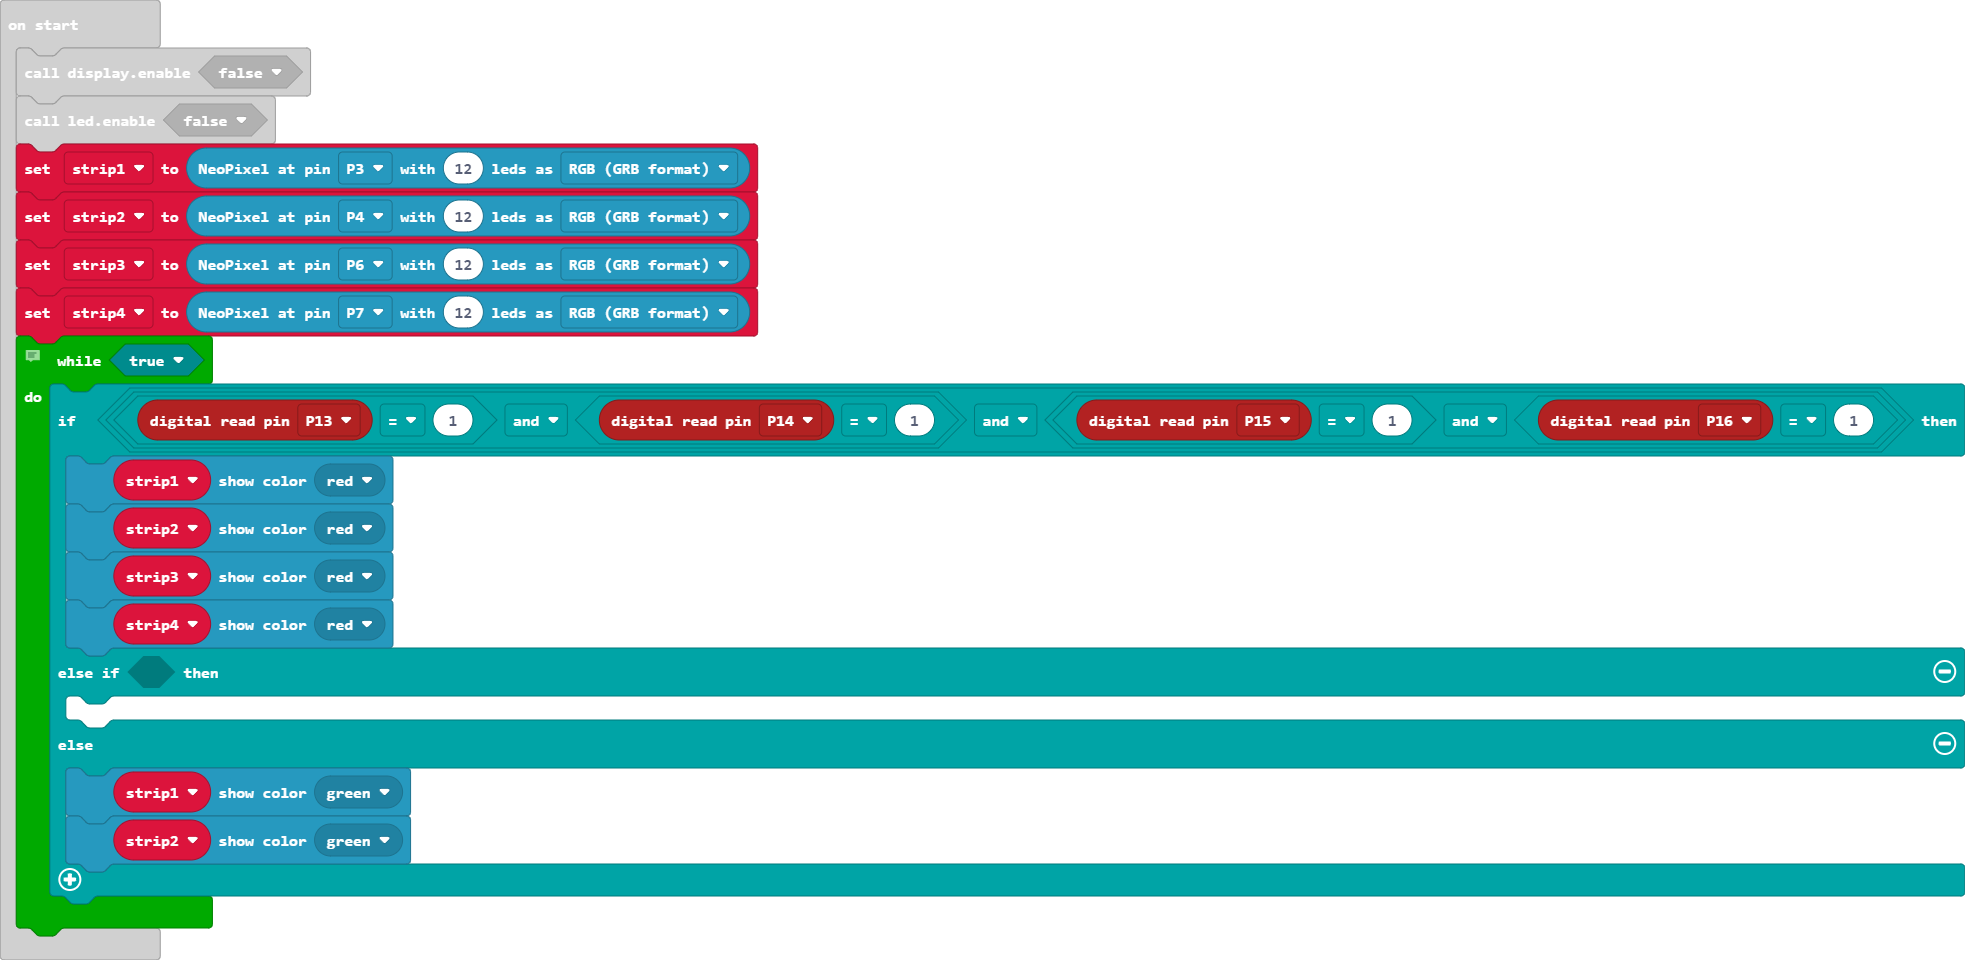 on start
call display.enable false
call led.enable false
set strip1 to NeoPixel at pin P3 with 12 leds as RGB (GRB format)
set strip2 to NeoPixel at pin P4 with 12 leds as RGB (GRB format)
set strip3 to NeoPixel at pin P6 with 12 leds as RGB (GRB format)
set strip4 to NeoPixel at pin P7 with 12 leds as RGB (GRB format)
while true
do
if digital read pin P13 = 1 and digital read pin P14 = 1 and digital read pin P15 = 1 and digital read pin P16 = 1 then
strip1 show color red
strip2 show color red
strip3 show color red
strip4 show color red
else if then
else
strip1 show color green
strip2 show color green